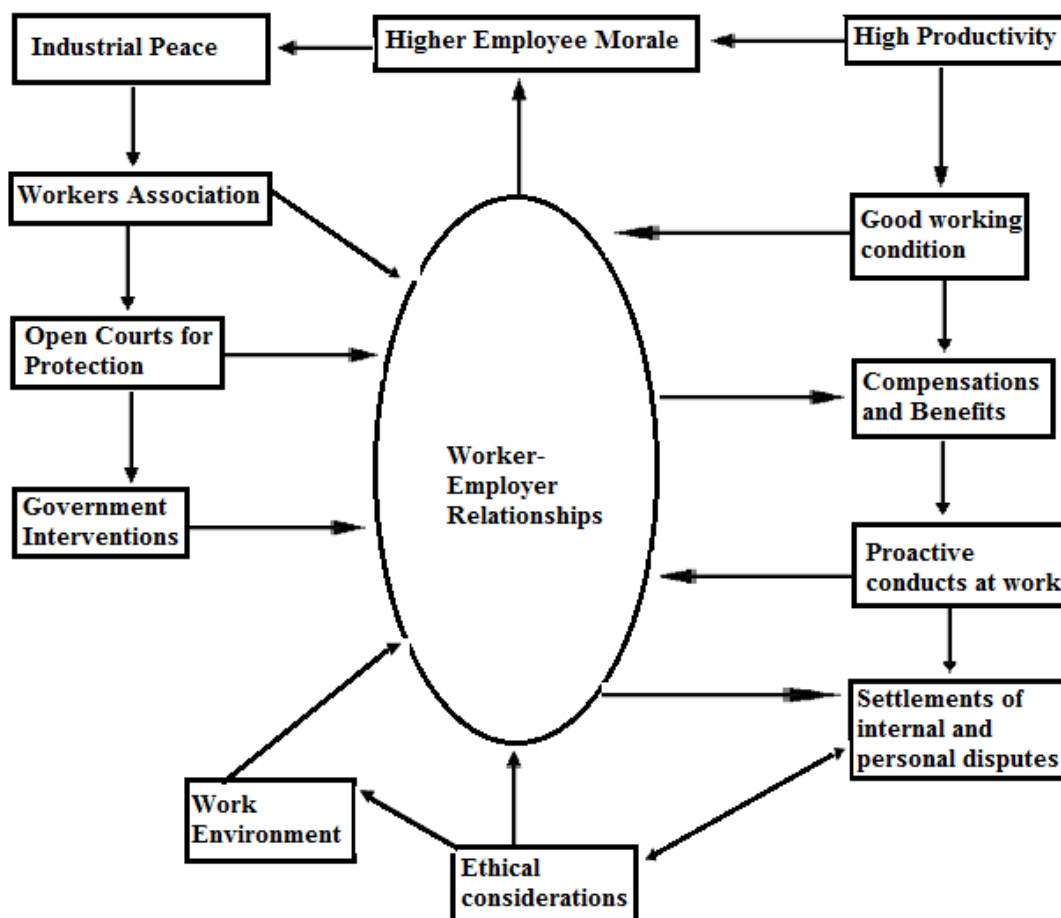 Industrial Peace
Higher Employee Morale
High Productivity
Workers Association
Good working
condition
Open Courts for
Protection
Compensations
and Benefits
Worker-
Employer
Relationships
Government
Interventions
Proactive
conducts at work
Settlements of
internal and
personal disputes
Work
Environment
Ethical
considerations